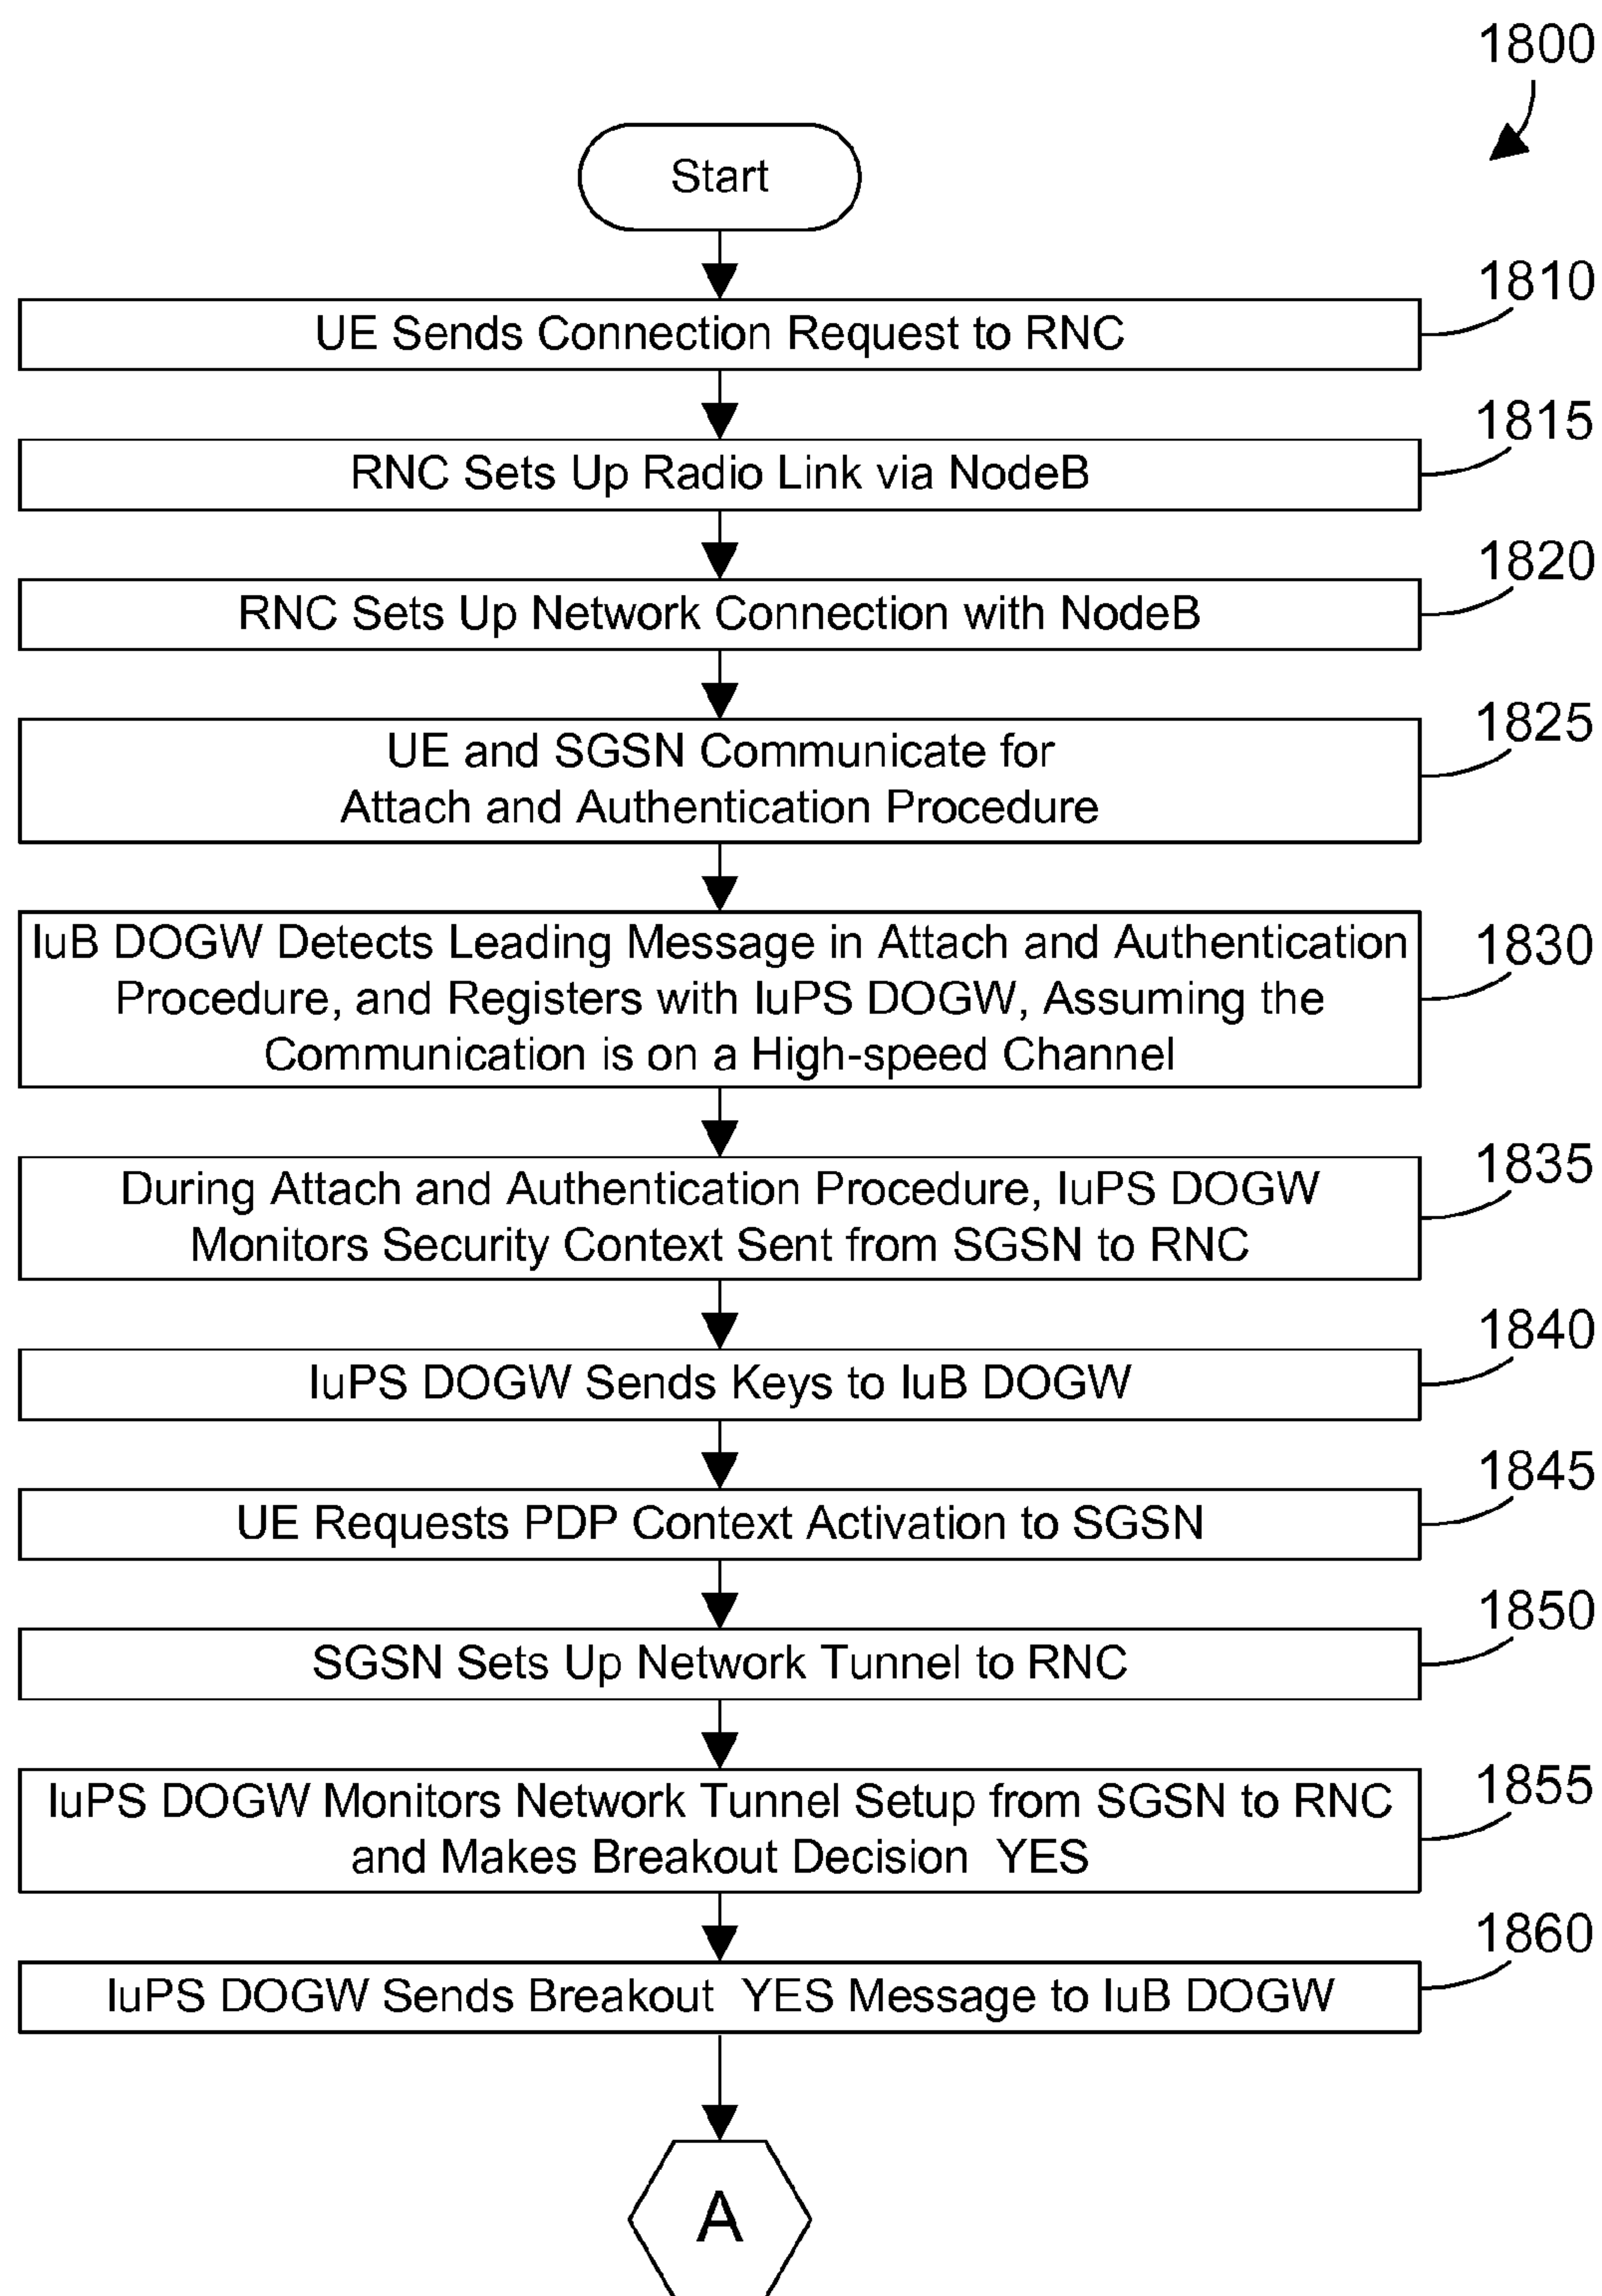 1800
Start
1810
UE Sends Connection Request to RNC
1815
RNC Sets Up Radio Link via NodeB
1820
RNC Sets Up Network Connection with NodeB
1825
UE and SGSN Communicate for
Attach and Authentication Procedure
1830
IuB DOGW Detects Leading Message in Attach and Authentication
Procedure, and Registers with IuPS DOGW, Assuming the
Communication is on a High-speed Channel
1835
During Attach and Authentication Procedure, IuPS DOGW
Monitors Security Context Sent from SGSN to RNC
1840
IuPS DOGW Sends Keys to IuB DOGW
1845
UE Requests PDP Context Activation to SGSN
1850
SGSN Sets Up Network Tunnel to RNC
1855
IuPS DOGW Monitors Network Tunnel Setup from SGSN to RNC
and Makes Breakout Decision YES
1860
IuPS DOGW Sends Breakout YES Message to IuB DOGW
A